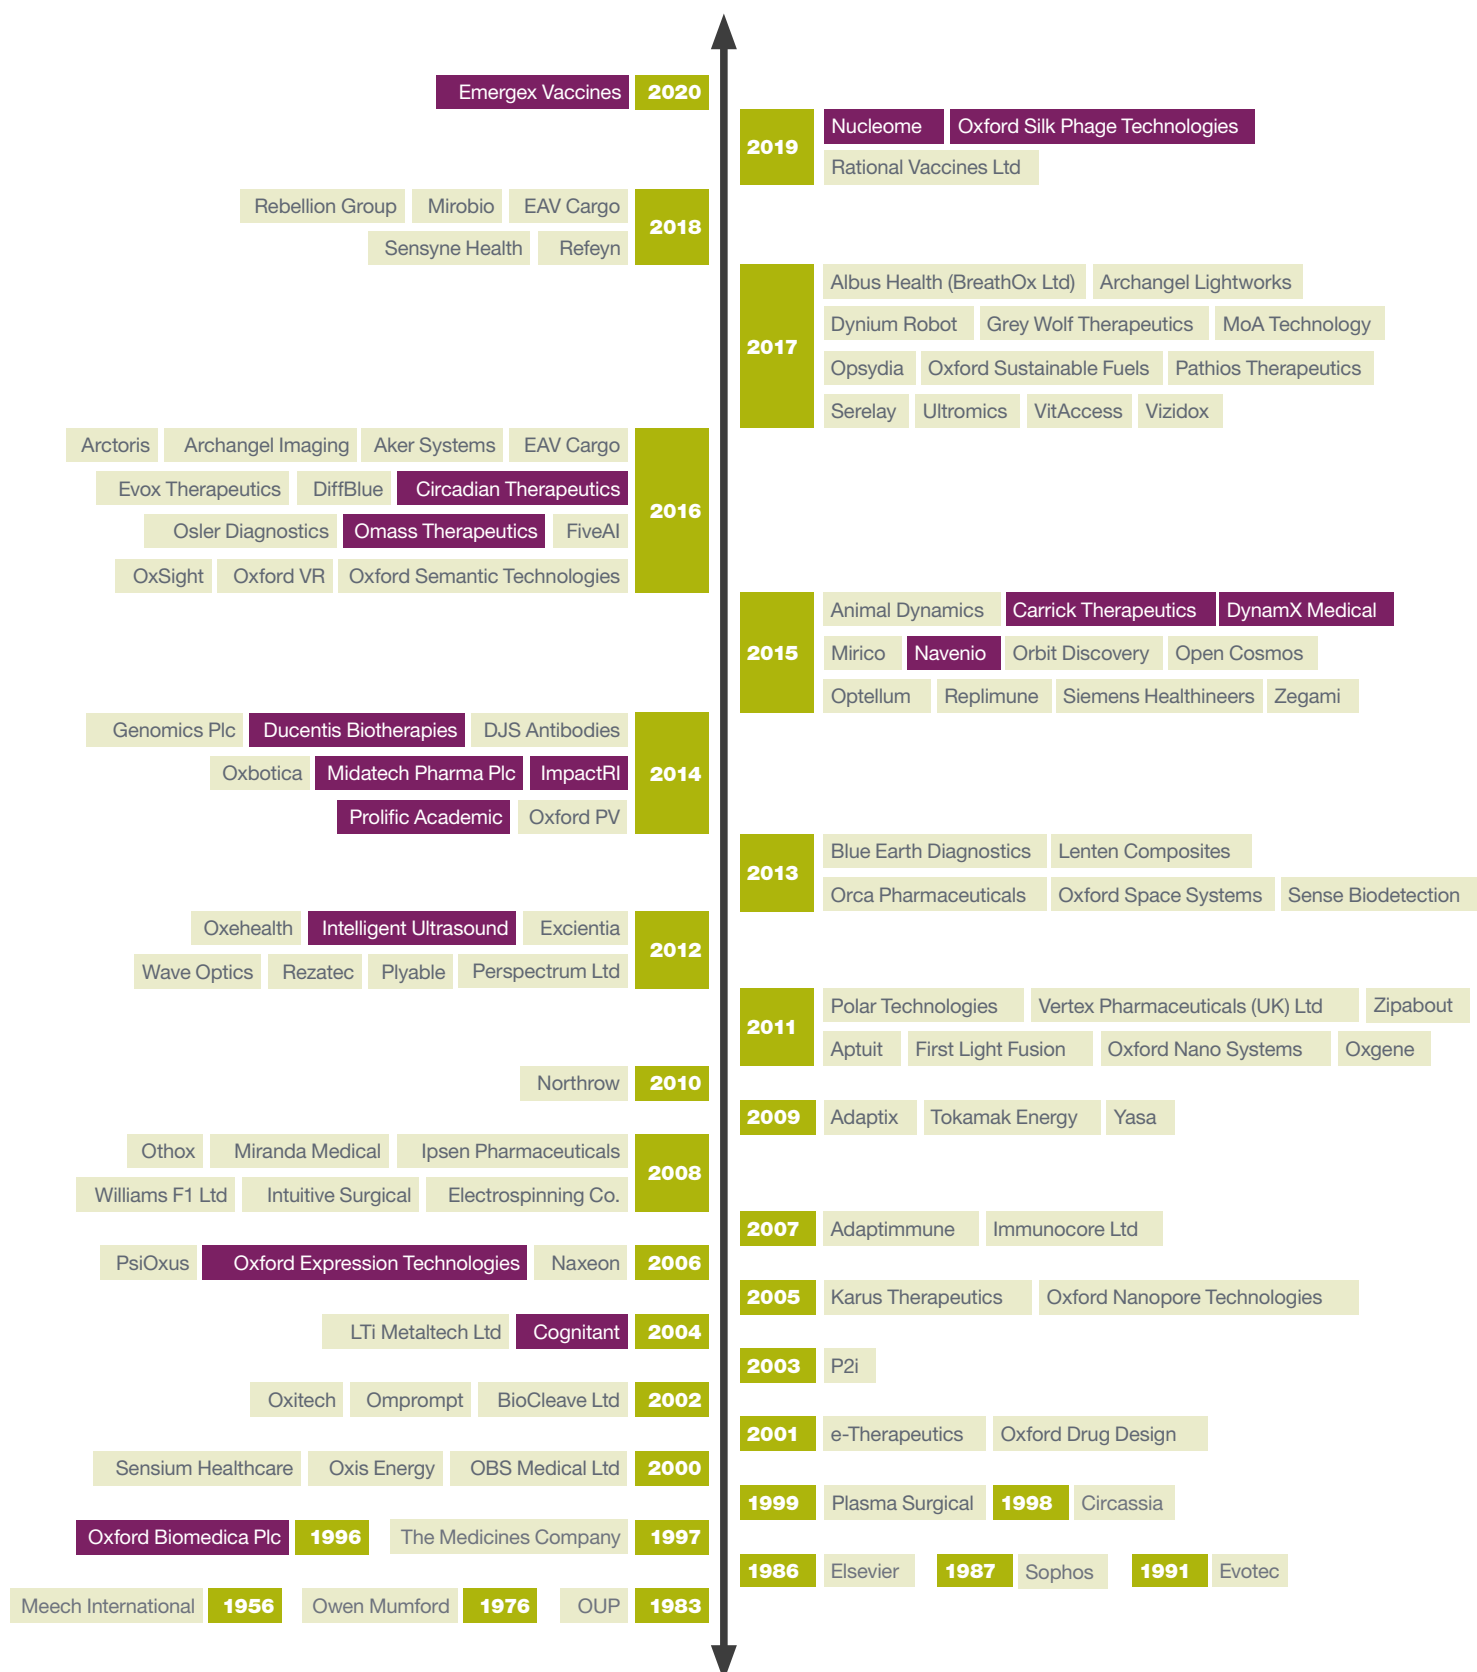 Emergex Vaccines 2020
2019 Nucleome Oxford Silk Phage Technologies
Rational Vaccines Ltd
Rebellion Group Mirobio EAV Cargo
2018
Sensyne Health Refeyn
Albus Health (BreathOx Ltd) Archangel Lightworks
Dynium Robot Grey Wolf Therapeutics MoA Technology
2017
Opsydia Oxford Sustainable Fuels Pathios Therapeutics
Serelay Ultromics VitAccess Vizidox
Arctoris Archangel Imaging Aker Systems EAV Cargo
Evox Therapeutics DiffBlue Circadian Therapeutics
2016
Osler Diagnostics Omass Therapeutics FiveAI
OxSight Oxford VR Oxford Semantic Technologies
Animal Dynamics Carrick Therapeutics DynamX Medical
2015 Mirico Navenio Orbit Discovery Open Cosmos
Optellum Replimune Siemens Healthineers Zegami
Genomics Plc Ducentis Biotherapies DJS Antibodies
Oxbotica Midatech Pharma Plc ImpactRI 2014
Prolific Academic Oxford PV
Blue Earth Diagnostics Lenten Composites
2013
Orca Pharmaceuticals Oxford Space Systems Sense Biodetection
Oxehealth Intelligent Ultrasound Excientia
2012
Wave Optics Rezatec Plyable Perspectrum Ltd
Polar Technologies Vertex Pharmaceuticals (UK) Ltd Zipabout
2011
Aptuit First Light Fusion Oxford Nano Systems Oxgene
Northrow 2010
2009 Adaptix Tokamak Energy Yasa
Othox Miranda Medical Ipsen Pharmaceuticals
2008
Williams F1 Ltd Intuitive Surgical Electrospinning Co.
2007 Adaptimmune Immunocore Ltd
PsiOxus Oxford Expression Technologies Naxeon 2006
2005 Karus Therapeutics Oxford Nanopore Technologies
LTi Metaltech Ltd Cognitant 2004
2003 P2i
Oxitech Omprompt BioCleave Ltd 2002
2001 e-Therapeutics Oxford Drug Design
Sensium Healthcare Oxis Energy OBS Medical Ltd 2000
1999 Plasma Surgical 1998 Circassia
Oxford Biomedica Plc 1996 The Medicines Company 1997
1986 Elsevier 1987 Sophos 1991 Evotec
Meech International 1956 Owen Mumford 1976 OUP 1983